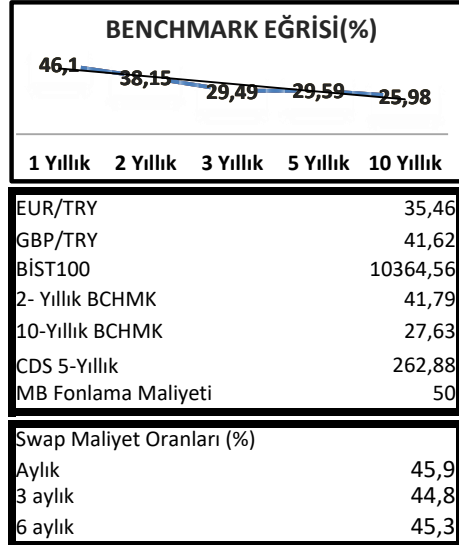 BENCHMARK EĞRİSİ(%)
46,1 38,15 29,49 29,59 25,98
1 Yıllık 2 Yıllık 3 Yıllık 5 Yıllık 10 Yıllık
EUR/TRY 35,46
GBP/TRY 41,62
BİST100 10364,56
2- Yıllık BCHMK 41,79
10-Yıllık BCHMK 27,63
CDS 5-Yıllık 262,88
MB Fonlama Maliyeti 50
Swap Maliyet Oranları (%)
Aylık 45,9
3 aylık 44,8
6 aylık 45,3